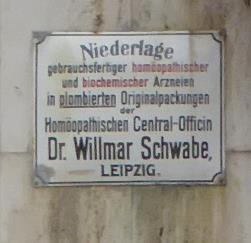 Niederlage
gebrauchsfertiger homöopathischer
und biochemischer Arzneien
in plombierten Originalpackungen
der
Homöopathischen Central-Officin
Dr. Willmar Schwabe,
LEIPZIG.